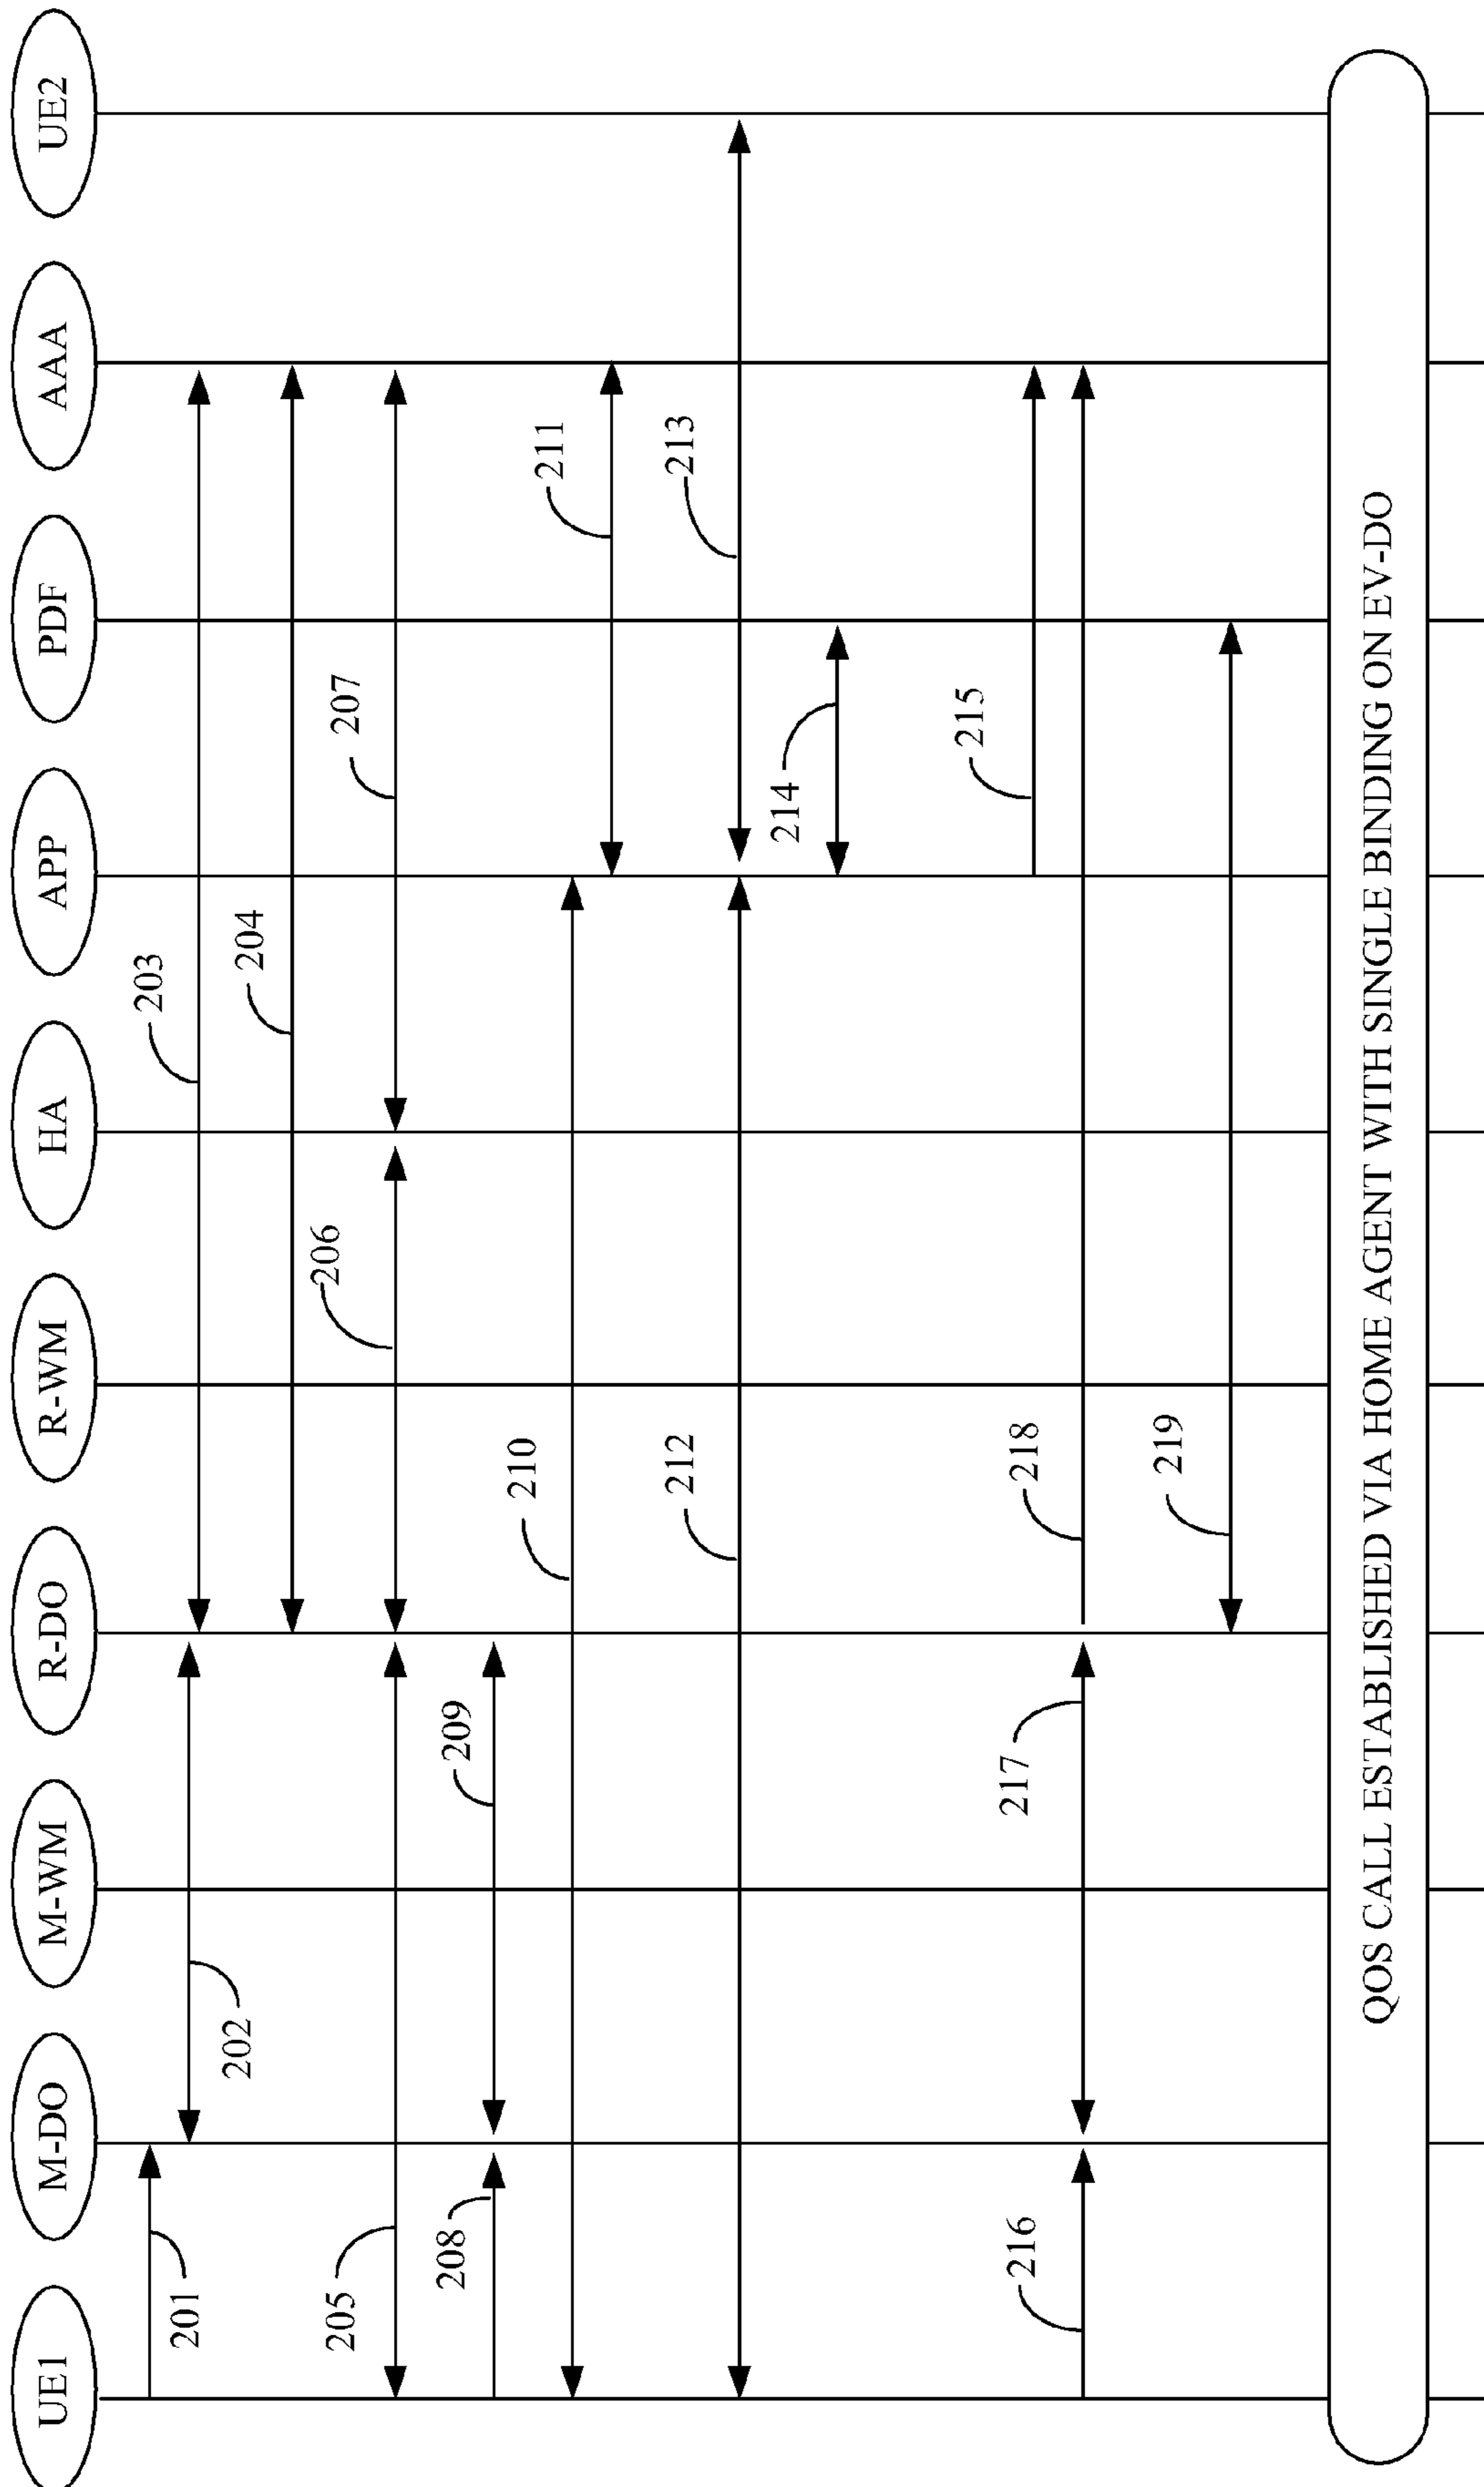 UE1
M-DO
M-WM
R-DO
R-WM
HA
APP
PDF
AAA
UE2
201
202
203
204
205
206
207
208
209
210
211
212
213
214
215
216
217
218
219
QOS CALL ESTABLISHED VIA HOME AGENT WITH SINGLE BINDING ON EV-DO